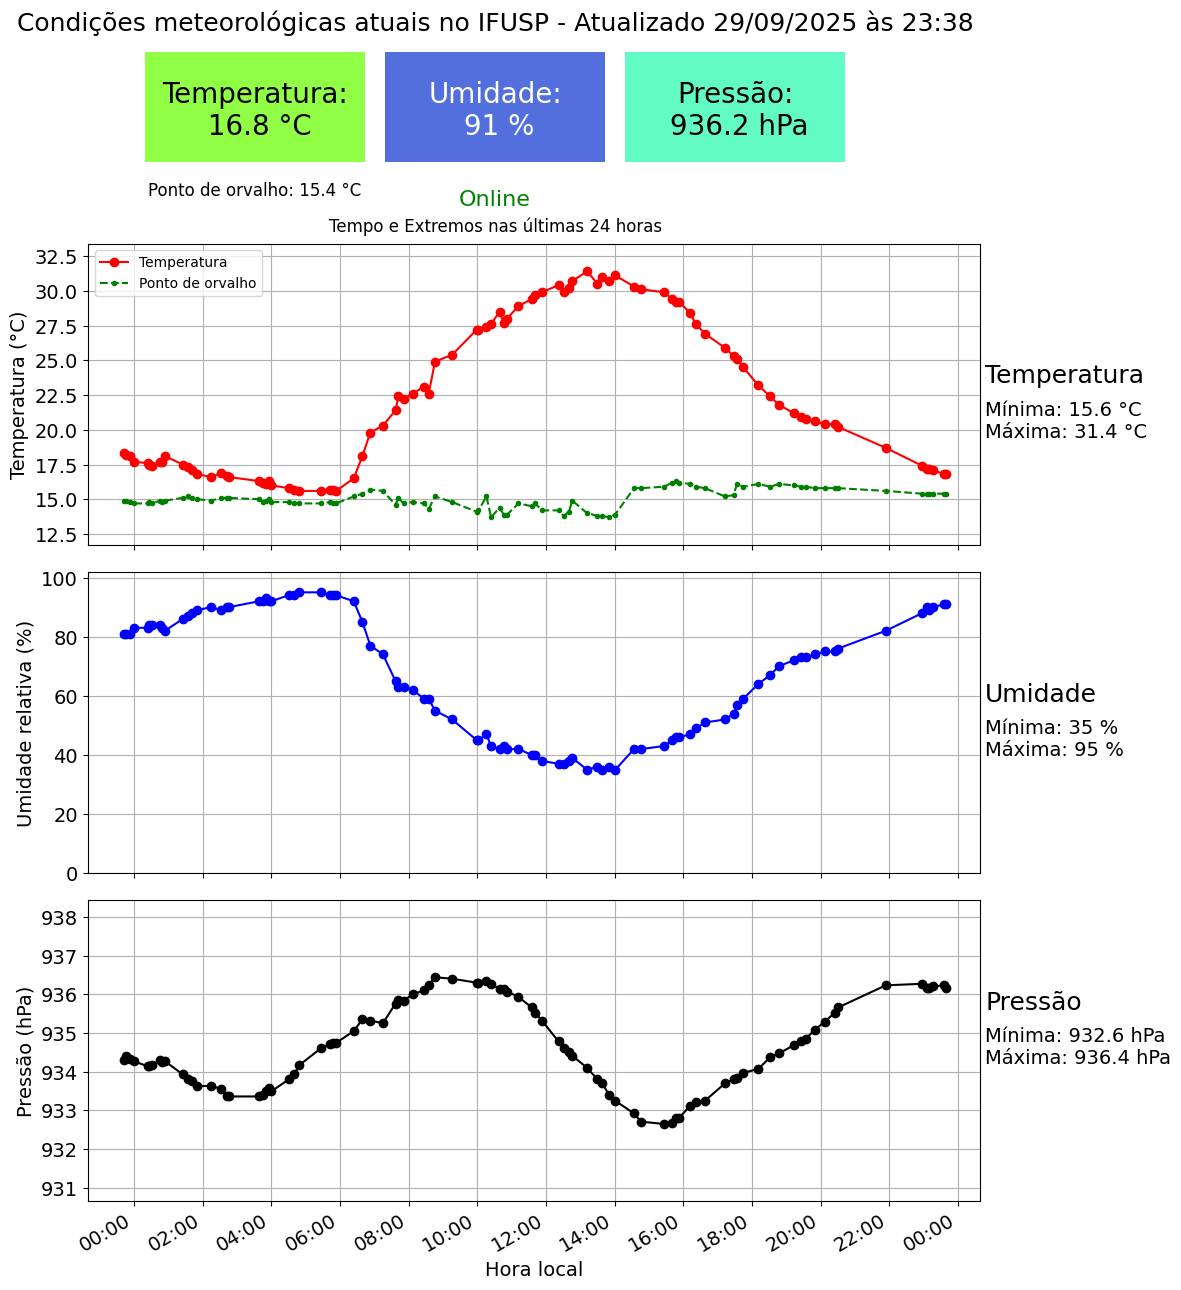 Condições meteorológicas atuais no IFUSP - Atualizado 29/09/2025 às 23:38
Temperatura:
16.8 °C
Umidade:
91 %
Pressão:
936.2 hPa
Ponto de orvalho: 15.4 °C
Online
Tempo e Extremos nas últimas 24 horas
Temperatura (°C)
32.5
30.0
27.5
25.0
22.5
20.0
17.5
15.0
12.5
Temperatura
Ponto de orvalho
Temperatura
Mínima: 15.6 °C
Máxima: 31.4 °C
Umidade relativa (%)
100
80
60
40
20
0
Umidade
Mínima: 35 %
Máxima: 95 %
Pressão (hPa)
938
937
936
935
934
933
932
931
Pressão
Mínima: 932.6 hPa
Máxima: 936.4 hPa
00:00
02:00
04:00
06:00
08:00
10:00
12:00
14:00
16:00
18:00
20:00
22:00
00:00
Hora local